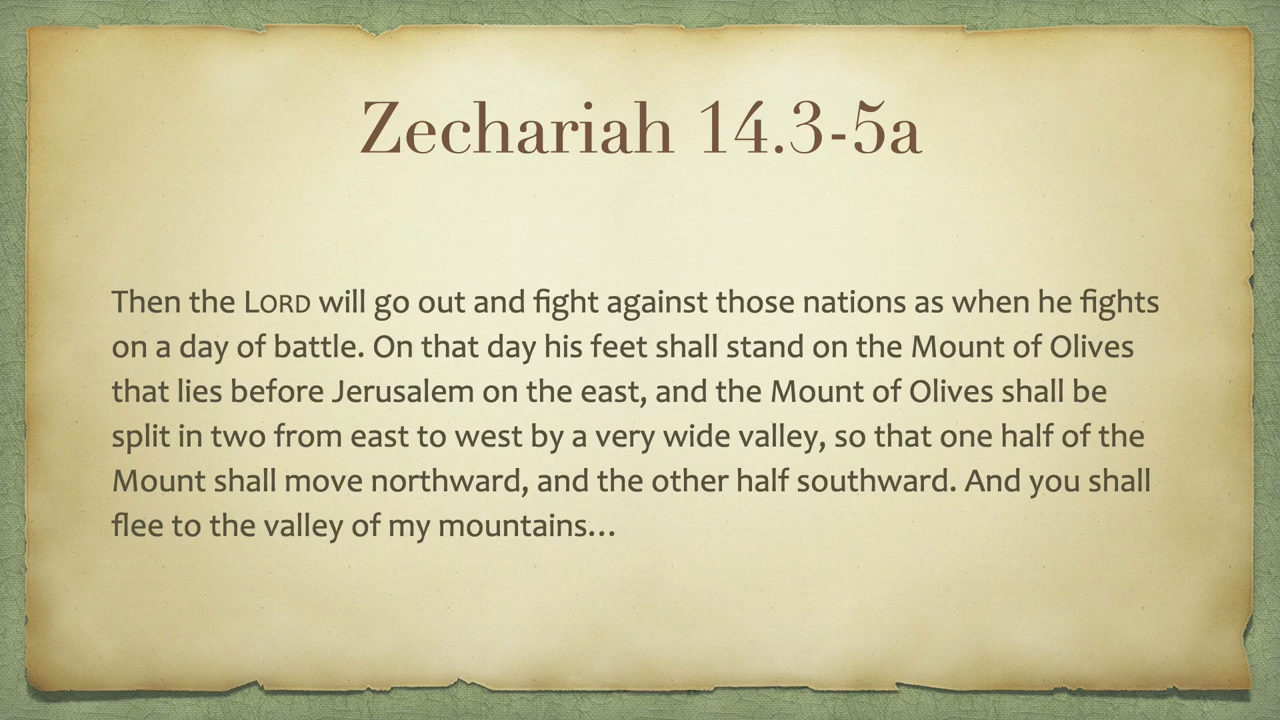 Zechariah 14.3-5a
Then the LORD will go out and fight against those nations as when he fights
on a day of battle. On that day his feet shall stand on the Mount of Olives
that lies before Jerusalem on the east, and the Mount of Olives shall be
split in two from east to west by a very wide valley, so that one half of the
Mount shall move northward, and the other half southward. And you shall
flee to the valley of my mountains…